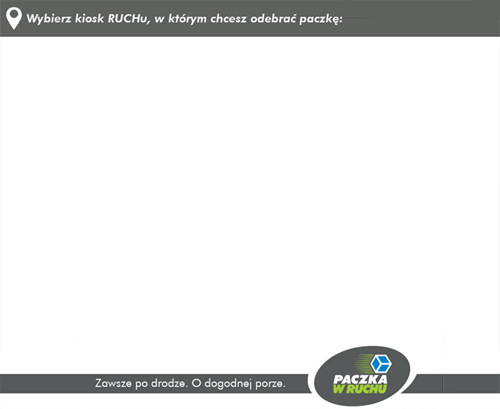 Wybierz kiosk RUCHu, w którym chcesz odebrać paczkę:
Zawsze po drodze. O dogodnej porze.
PACZKA
W RUCHU